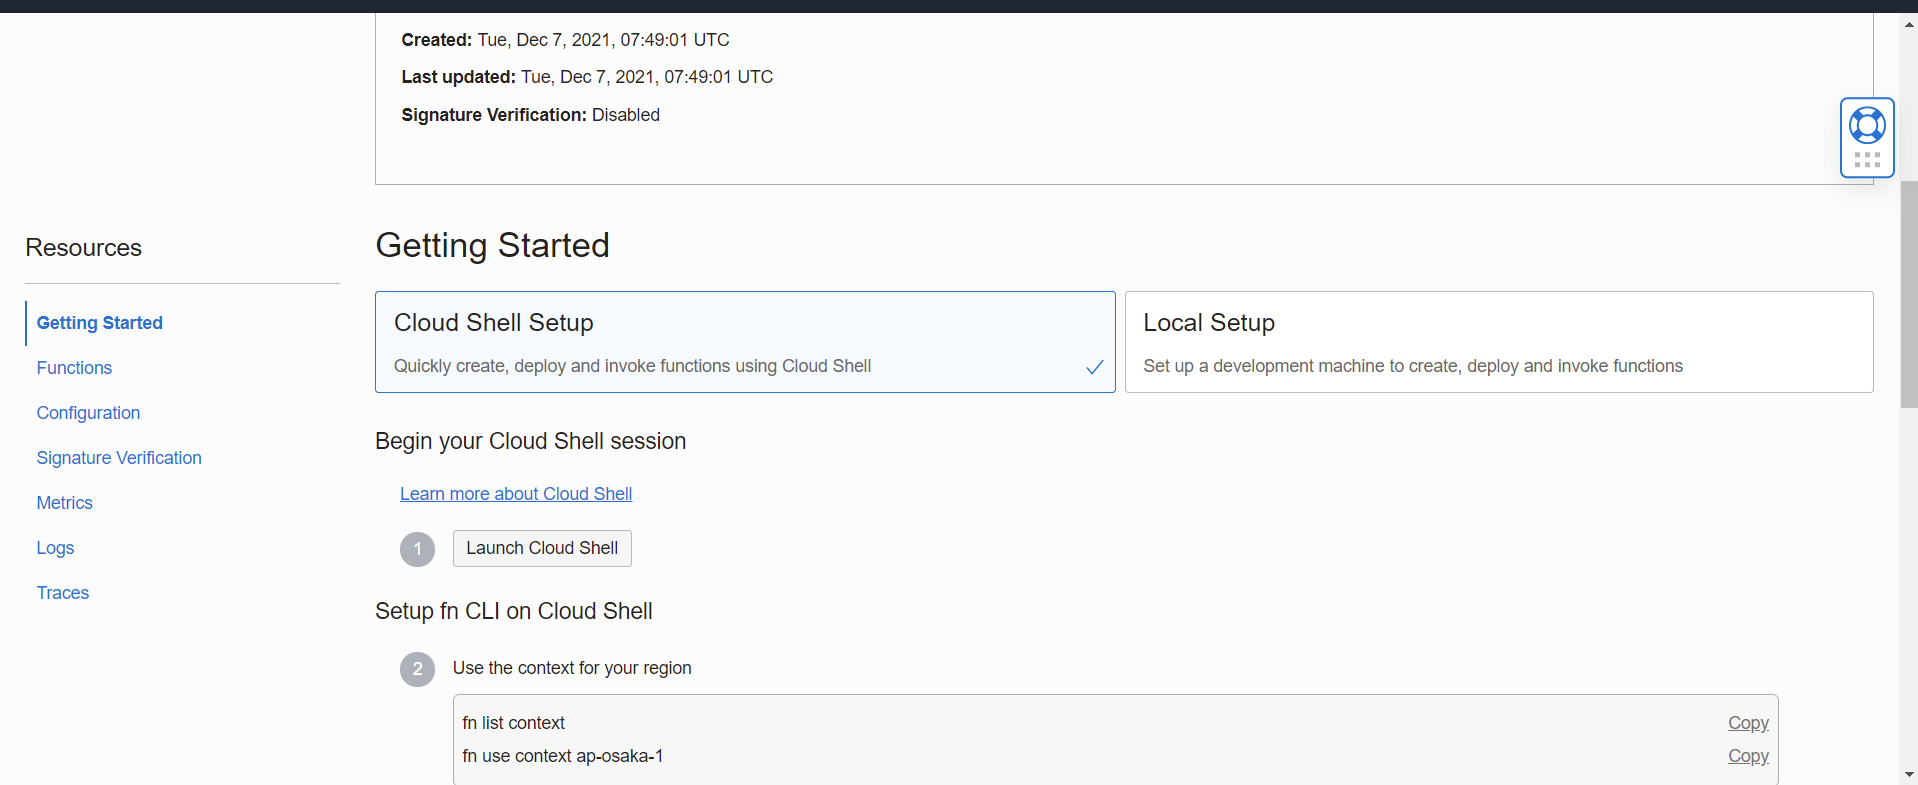 Created: Tue, Dec 7, 2021, 07:49:01 UTC
Last updated: Tue, Dec 7, 2021, 07:49:01 UTC
Signature Verification: Disabled
Resources
Getting Started
Functions
Configuration
Signature Verification
Metrics
Logs
Traces
Getting Started
Cloud Shell Setup
Quickly create, deploy and invoke functions using Cloud Shell
Local Setup
Set up a development machine to create, deploy and invoke functions
Begin your Cloud Shell session
Learn more about Cloud Shell
1 Launch Cloud Shell
Setup fn CLI on Cloud Shell
2 Use the context for your region
fn list context Copy
fn use context ap-osaka-1 Copy